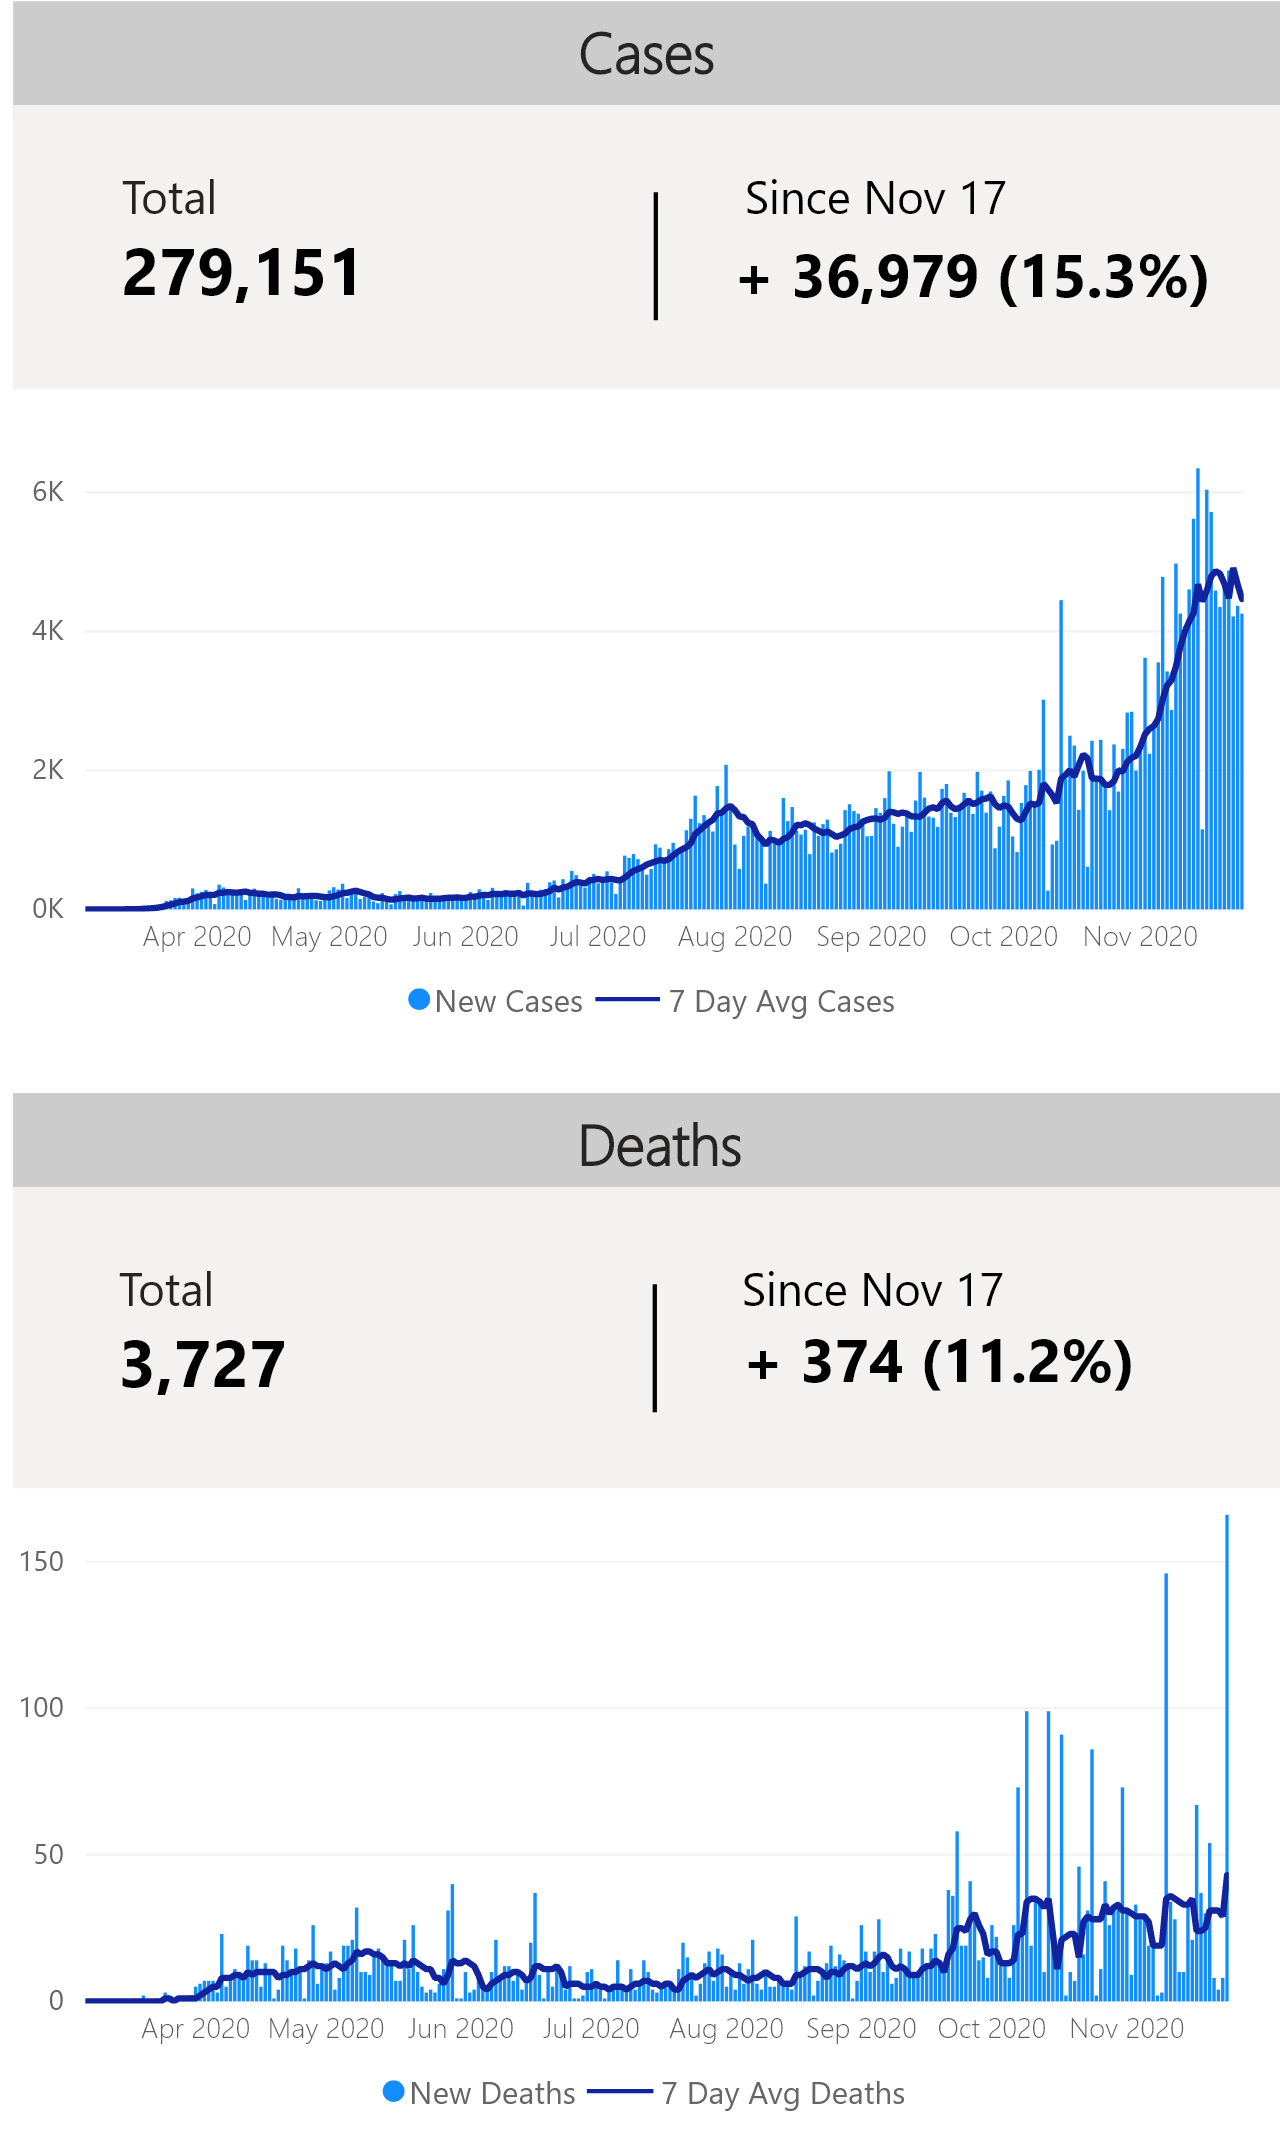 Cases
Total
Since Nov 17
279,151
+ 36,979 (15.3%)
6K
4K
2K
0K
Apr 2020 May 2020 Jun 2020 Jul 2020 Aug 2020 Sep 2020 Oct 2020 Nov 2020
New Cases 7 Day Avg Cases
Deaths
Total
Since Nov 17
3,727
+ 374 (11.2%)
150
100
50
0
Apr 2020 May 2020 Jun 2020 Jul 2020 Aug 2020 Sep 2020 Oct 2020 Nov 2020
New Deaths 7 Day Avg Deaths